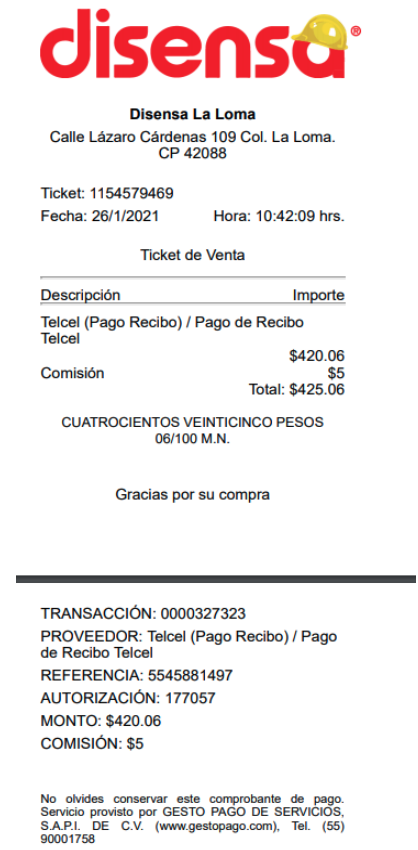 disensa®
Disensa La Loma
Calle Lázaro Cárdenas 109 Col. La Loma.
CP 42088
Ticket: 1154579469
Fecha: 26/1/2021 Hora: 10:42:09 hrs.
Ticket de Venta
Descripción Importe
Telcel (Pago Recibo) / Pago de Recibo
Telcel
$420.06
Comisión $5
Total: $425.06
CUATROCIENTOS VEINTICINCO PESOS
06/100 M.N.
Gracias por su compra
TRANSACCIÓN: 0000327323
PROVEEDOR: Telcel (Pago Recibo) / Pago
de Recibo Telcel
REFERENCIA: 5545881497
AUTORIZACIÓN: 177057
MONTO: $420.06
COMISIÓN: $5
No olvides conservar este comprobante de pago.
Servicio provisto por GESTO PAGO DE SERVICIOS,
S.A.P.I. DE C.V. (www.gestopago.com), Tel. (55)
90001758